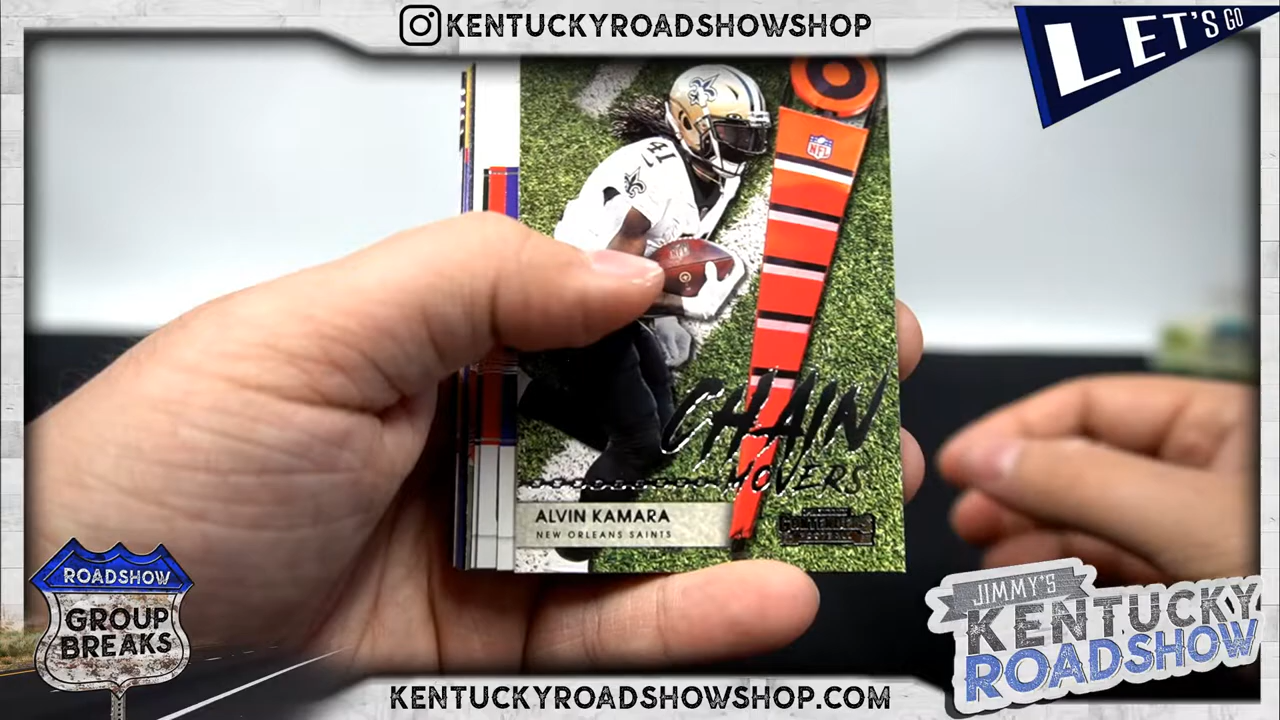 KENTUCKYROADSHOWSHOP
LET'S GO
41
NFL
CHAIN
MOVERS
ALVIN KAMARA
NEW ORLEANS SAINTS
CONTENDERS
FOOTBALL
ROADSHOW
GROUP
BREAKS
JIMMY'S
KENTUCKY
ROADSHOW
KENTUCKYROADSHOWSHOP.COM